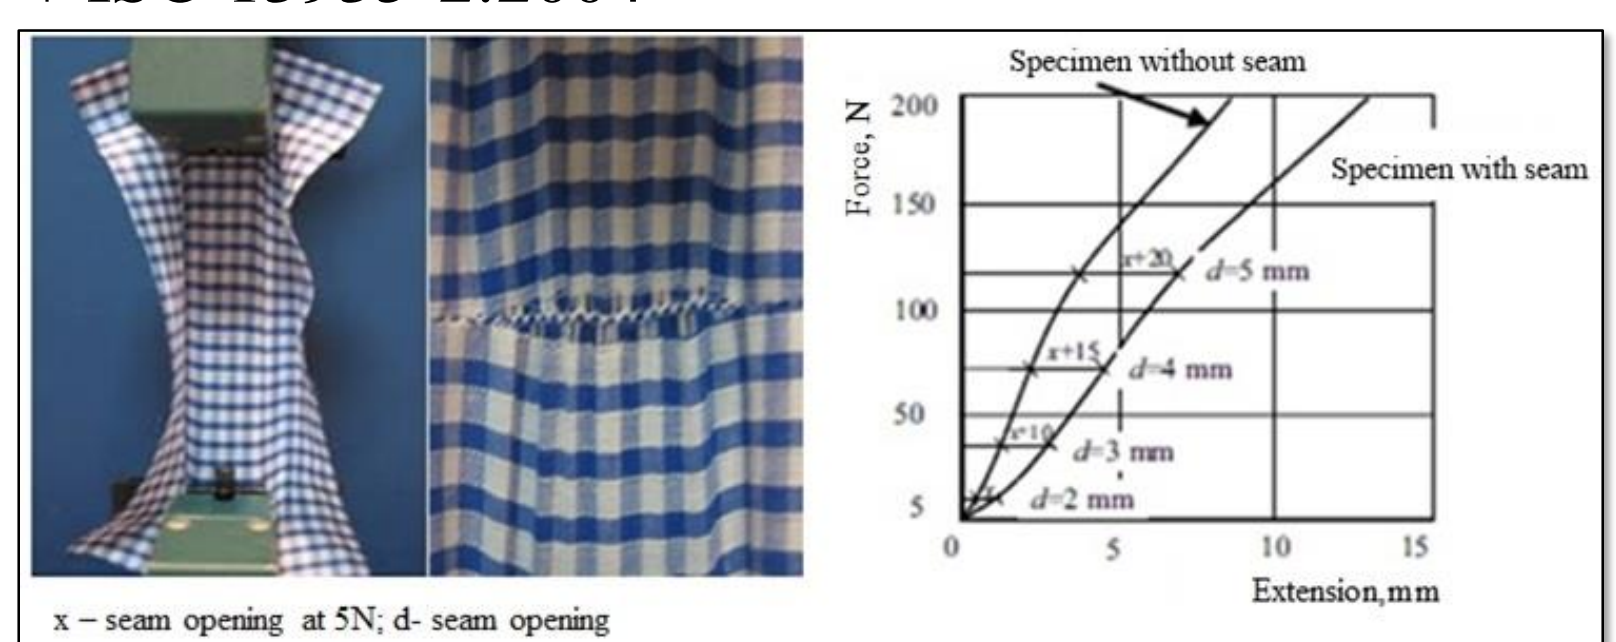 Specimen without seam
200
Force, N
Specimen with seam
150
x+20
d=5 mm
100
x+15
d=4 mm
50
x+10
d=3 mm
5
d=2 mm
0 5 10 15
Extension,mm
x – seam opening at 5N; d- seam opening